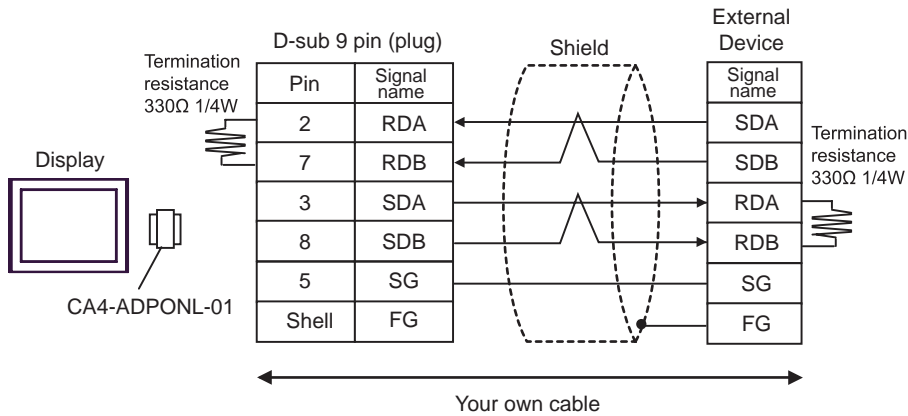 External
Device
D-sub 9 pin (plug)
Shield
Termination
resistance
330Ω 1/4W
Pin
Signal
name
Signal
name
2
RDA
SDA
7
RDB
SDB
Termination
resistance
330Ω 1/4W
Display
3
SDA
RDA
8
SDB
RDB
5
SG
SG
CA4-ADPONL-01
Shell
FG
FG
Your own cable